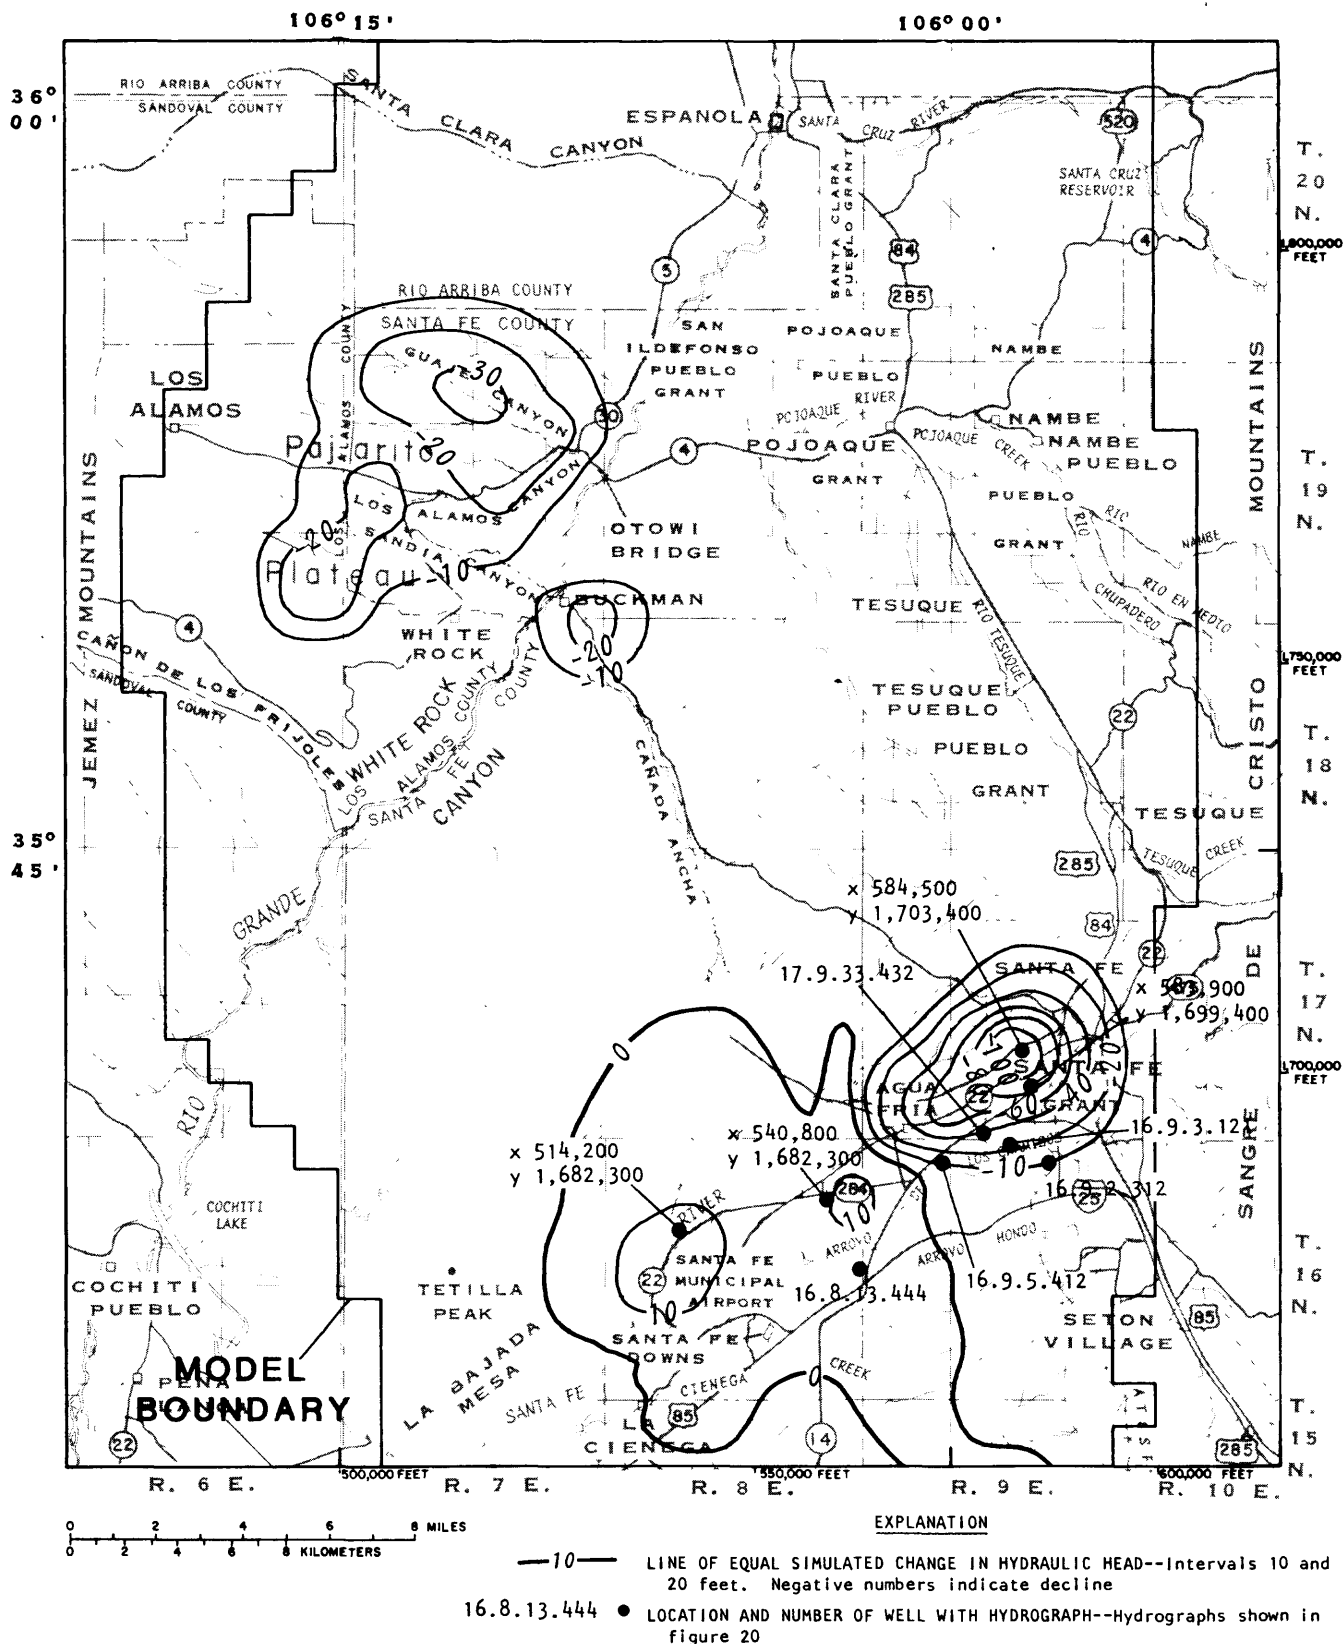 106°15' 106°00'
36°
00'
RIO ARRIBA COUNTY
SANDOVAL COUNTY
SANTA CLARA CANYON
ESPANOLA
SANTA CRUZ RIVER
520
SANTA CRUZ
RESERVOIR
SANTA CLARA
PUEBLO GRANT
T.
20
N.
1,800,000
FEET
4
84
285
5
RIO ARRIBA COUNTY
SANTA FE COUNTY
LOS ALAMOS COUNTY
SAN
ILDEFONSO
PUEBLO
GRANT
POJOAQUE
PUEBLO
RIVER
POJOAQUE
NAMBE
LOS
ALAMOS
GUAJE CANYON
-30
30
-20
Pajarito
Plateau
4
POJOAQUE
GRANT
NAMBE
NAMBE
PUEBLO
POJOAQUE CREEK
PUEBLO
GRANT
RIO
RIO
NAMBE
RIO EN MEDIO
CHUPADERO
T.
19
N.
LOS ALAMOS CANYON
SANDIA CANYON
-20
-10
OTOWI
BRIDGE
BUCKMAN
-20
-10
WHITE
ROCK
TESUQUE
RIO TESUQUE
TESUQUE
PUEBLO
PUEBLO
GRANT
1,750,000
FEET
22
T.
18
N.
JEMEZ MOUNTAINS
4
CAÑON DE LOS FRIJOLES
SANDOVAL COUNTY
WHITE ROCK
CANYON
LOS ALAMOS COUNTY
SANTA FE COUNTY
CAÑADA ANCHA
TESUQUE
TESUQUE CREEK
35°
45'
285
84
22
SANGRE DE CRISTO MOUNTAINS
RIO GRANDE
x 584,500
y 1,703,400
17.9.33.432
SANTA FE
y 1,699,400
T.
17
N.
1,700,000
FEET
0
SANTA FE
GRANT
AGUA
FRIA
22
-20
40
60
-10
16.9.2.312
25
x 540,800
y 1,682,300
x 514,200
y 1,682,300
284
10
RIVER
ARROYO
ARROYO HONDO
COCHITI
LAKE
22
10
SANTA FE
MUNICIPAL
AIRPORT
16.8.13.444
16.9.5.412
TETILLA
PEAK
COCHITI
PUEBLO
SETON
VILLAGE
85
T.
16
N.
SANTA FE
DOWNS
LA BAJADA
MESA
SANTA FE
CIENEGA
CREEK
0
MODEL
BOUNDARY
PENA
85
LA
CIENEGA
14
22
AT&SF
285
T.
15
N.
500,000 FEET 550,000 FEET 600,000 FEET
R. 6 E. R. 7 E. R. 8 E. R. 9 E. R. 10 E.
0 2 4 6 8 MILES
0 2 4 6 8 KILOMETERS
EXPLANATION
—10— LINE OF EQUAL SIMULATED CHANGE IN HYDRAULIC HEAD--Intervals 10 and
20 feet. Negative numbers indicate decline
16.8.13.444 ● LOCATION AND NUMBER OF WELL WITH HYDROGRAPH--Hydrographs shown in
figure 20